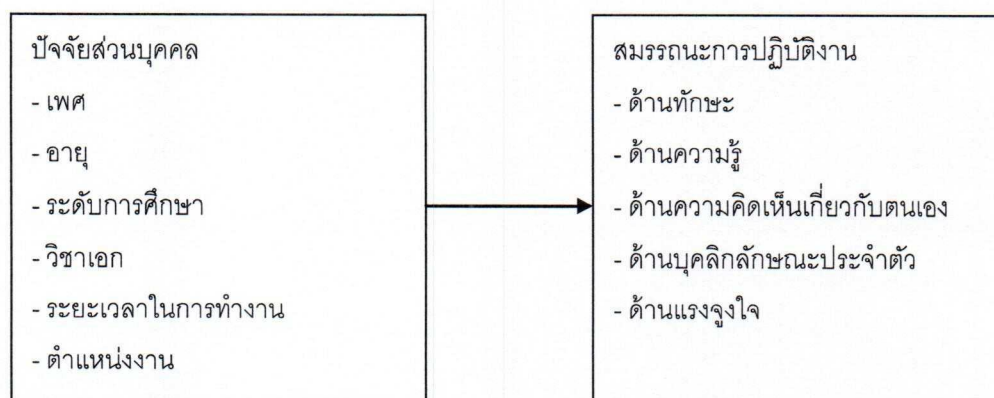 ปัจจัยส่วนบุคคล
- เพศ
- อายุ
- ระดับการศึกษา
- วิชาเอก
- ระยะเวลาในการทำงาน
- ตำแหน่งงาน
สมรรถนะการปฏิบัติงาน
- ด้านทักษะ
- ด้านความรู้
- ด้านความคิดเห็นเกี่ยวกับตนเอง
- ด้านบุคลิกลักษณะประจำตัว
- ด้านแรงจูงใจ